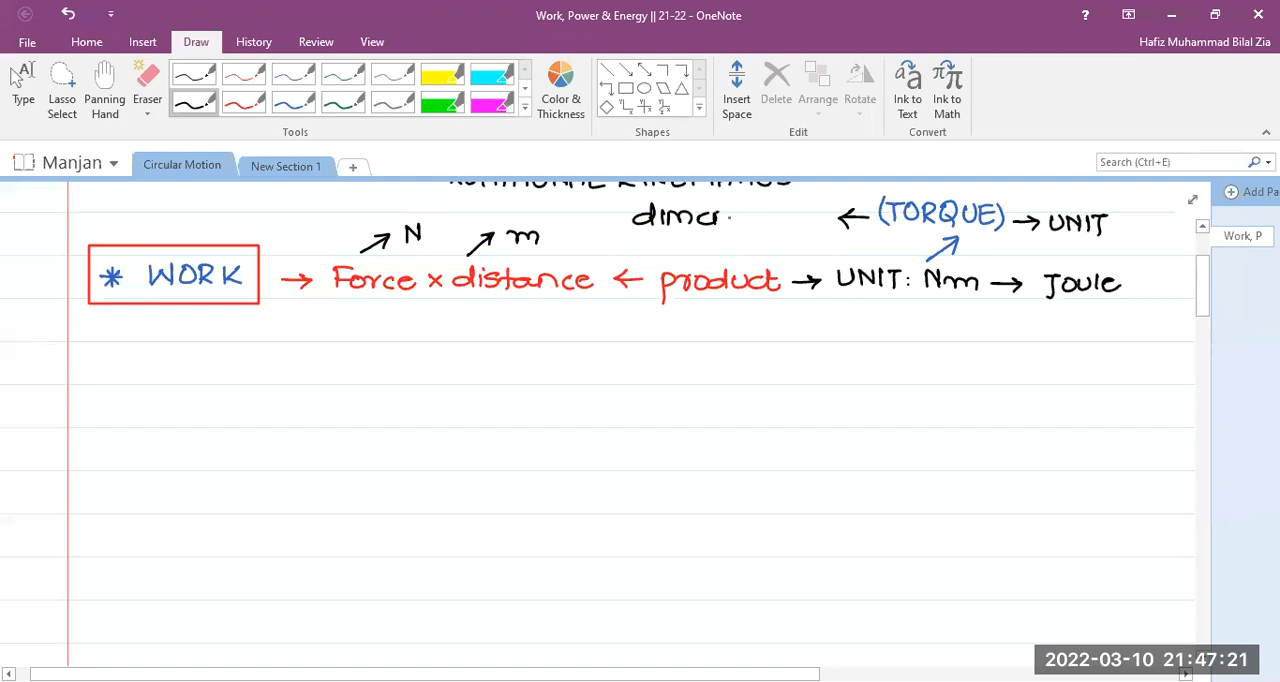 Work, Power & Energy || 21-22 - OneNote
?
File Home Insert Draw History Review View
Hafiz Muhammad Bilal Zia
Type
Lasso Select
Panning Hand
Eraser
Color & Thickness
Insert Space
Delete
Arrange
Rotate
Ink to Text
Ink to Math
Tools
Shapes
Edit
Convert
Manjan
Circular Motion
New Section 1
Search (Ctrl+E)
Add Pa
Work, P
← (TORQUE) → UNIT
N
m
* WORK → Force × distance ← product → UNIT: Nm → Joule
2022-03-10 21:47:21